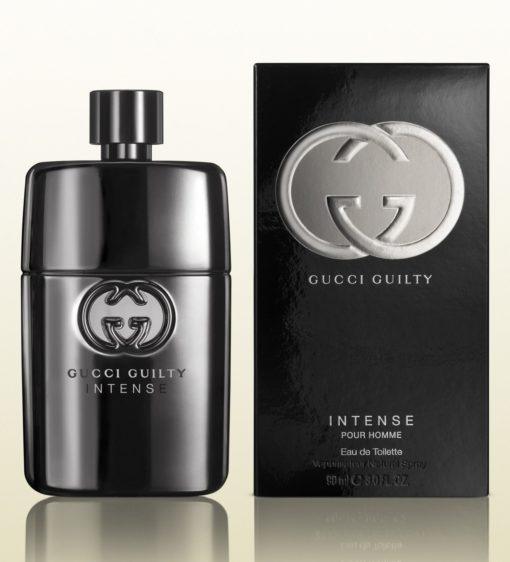 GUCCI GUILTY
INTENSE
GUCCI GUILTY
INTENSE
POUR HOMME
Eau de Toilette
Vaporisateur Natural Spray
90 ml ℮ 3.0 FL.OZ.